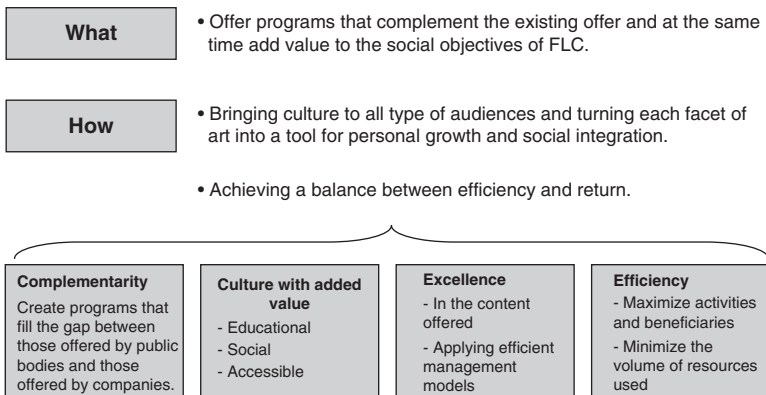 What
• Offer programs that complement the existing offer and at the same
time add value to the social objectives of FLC.
How
• Bringing culture to all type of audiences and turning each facet of
art into a tool for personal growth and social integration.
• Achieving a balance between efficiency and return.
Complementarity
Create programs that
fill the gap between
those offered by public
bodies and those
offered by companies.
Culture with added
value
- Educational
- Social
- Accessible
Excellence
- In the content
offered
- Applying efficient
management
models
Efficiency
- Maximize activities
and beneficiaries
- Minimize the
volume of resources
used